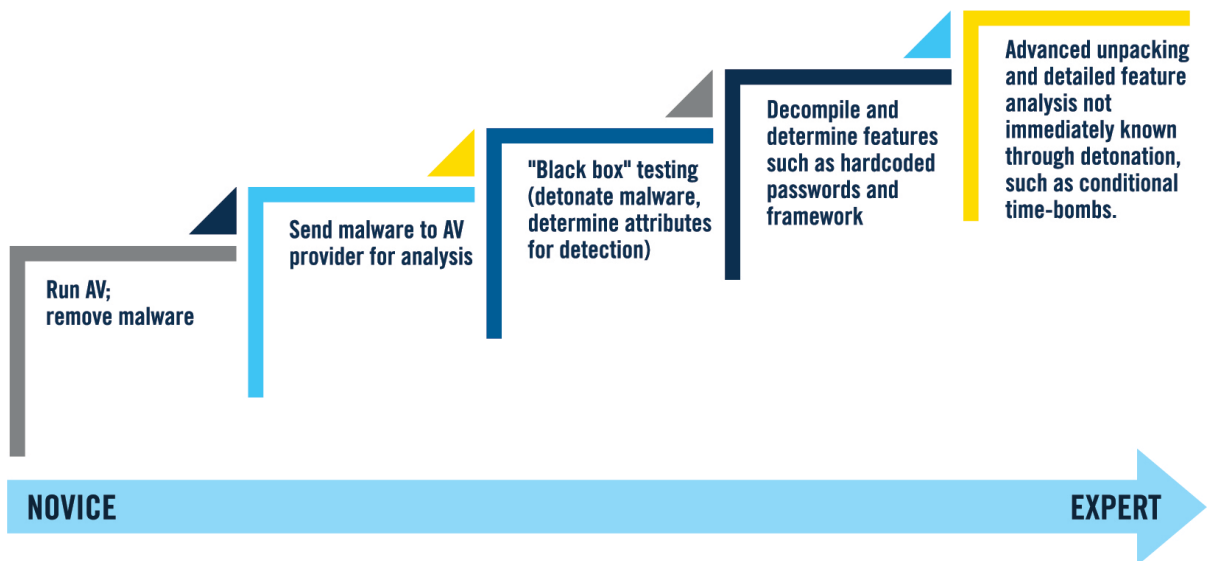 Run AV;
remove malware
Send malware to AV
provider for analysis
"Black box" testing
(detonate malware,
determine attributes
for detection)
Decompile and
determine features
such as hardcoded
passwords and
framework
Advanced unpacking
and detailed feature
analysis not
immediately known
through detonation,
such as conditional
time-bombs.
NOVICE
EXPERT